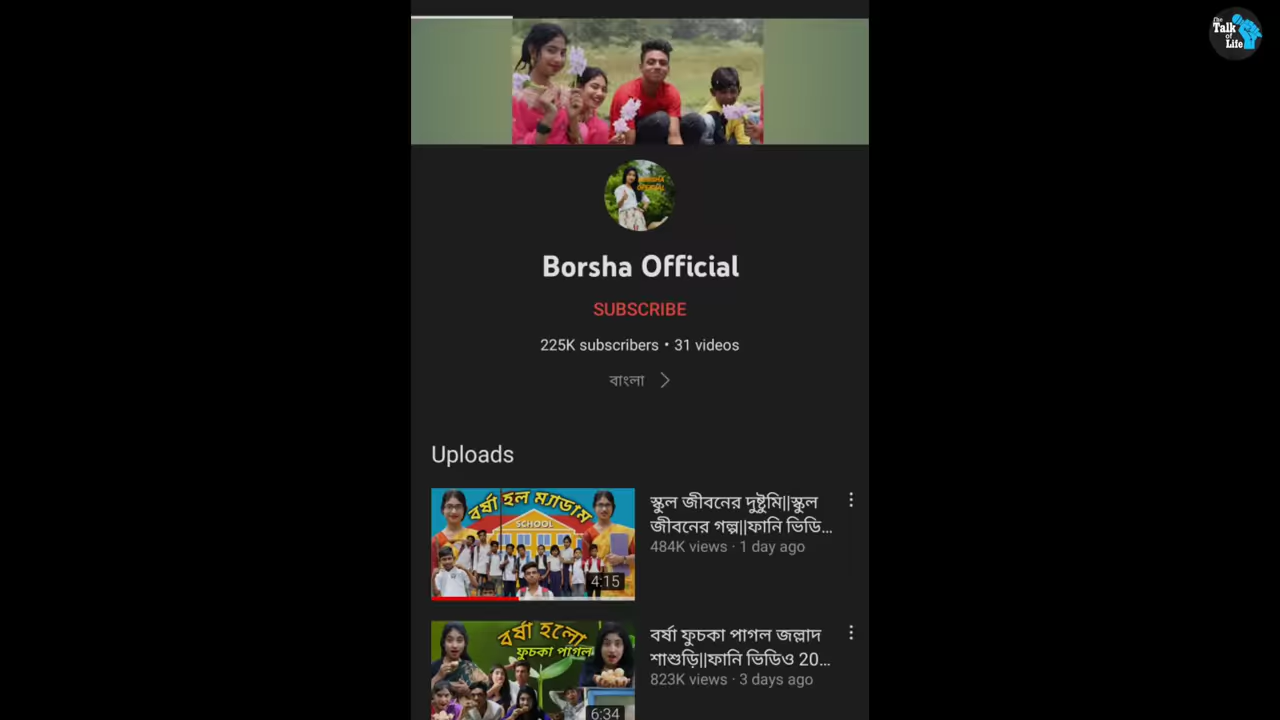 The
Talk
of
Life
Borsha Official
SUBSCRIBE
225K subscribers • 31 videos
বাংলা
Uploads
বর্ষা হল ম্যাডাম
SCHOOL
4:15
স্কুল জীবনের দুষ্টুমি||স্কুল
জীবনের গল্প||ফানি ভিডি...
484K views · 1 day ago
বর্ষা হলো
ফুচকা পাগল
6:34
বর্ষা ফুচকা পাগল জল্লাদ
শাশুড়ি||ফানি ভিডিও 20...
823K views · 3 days ago